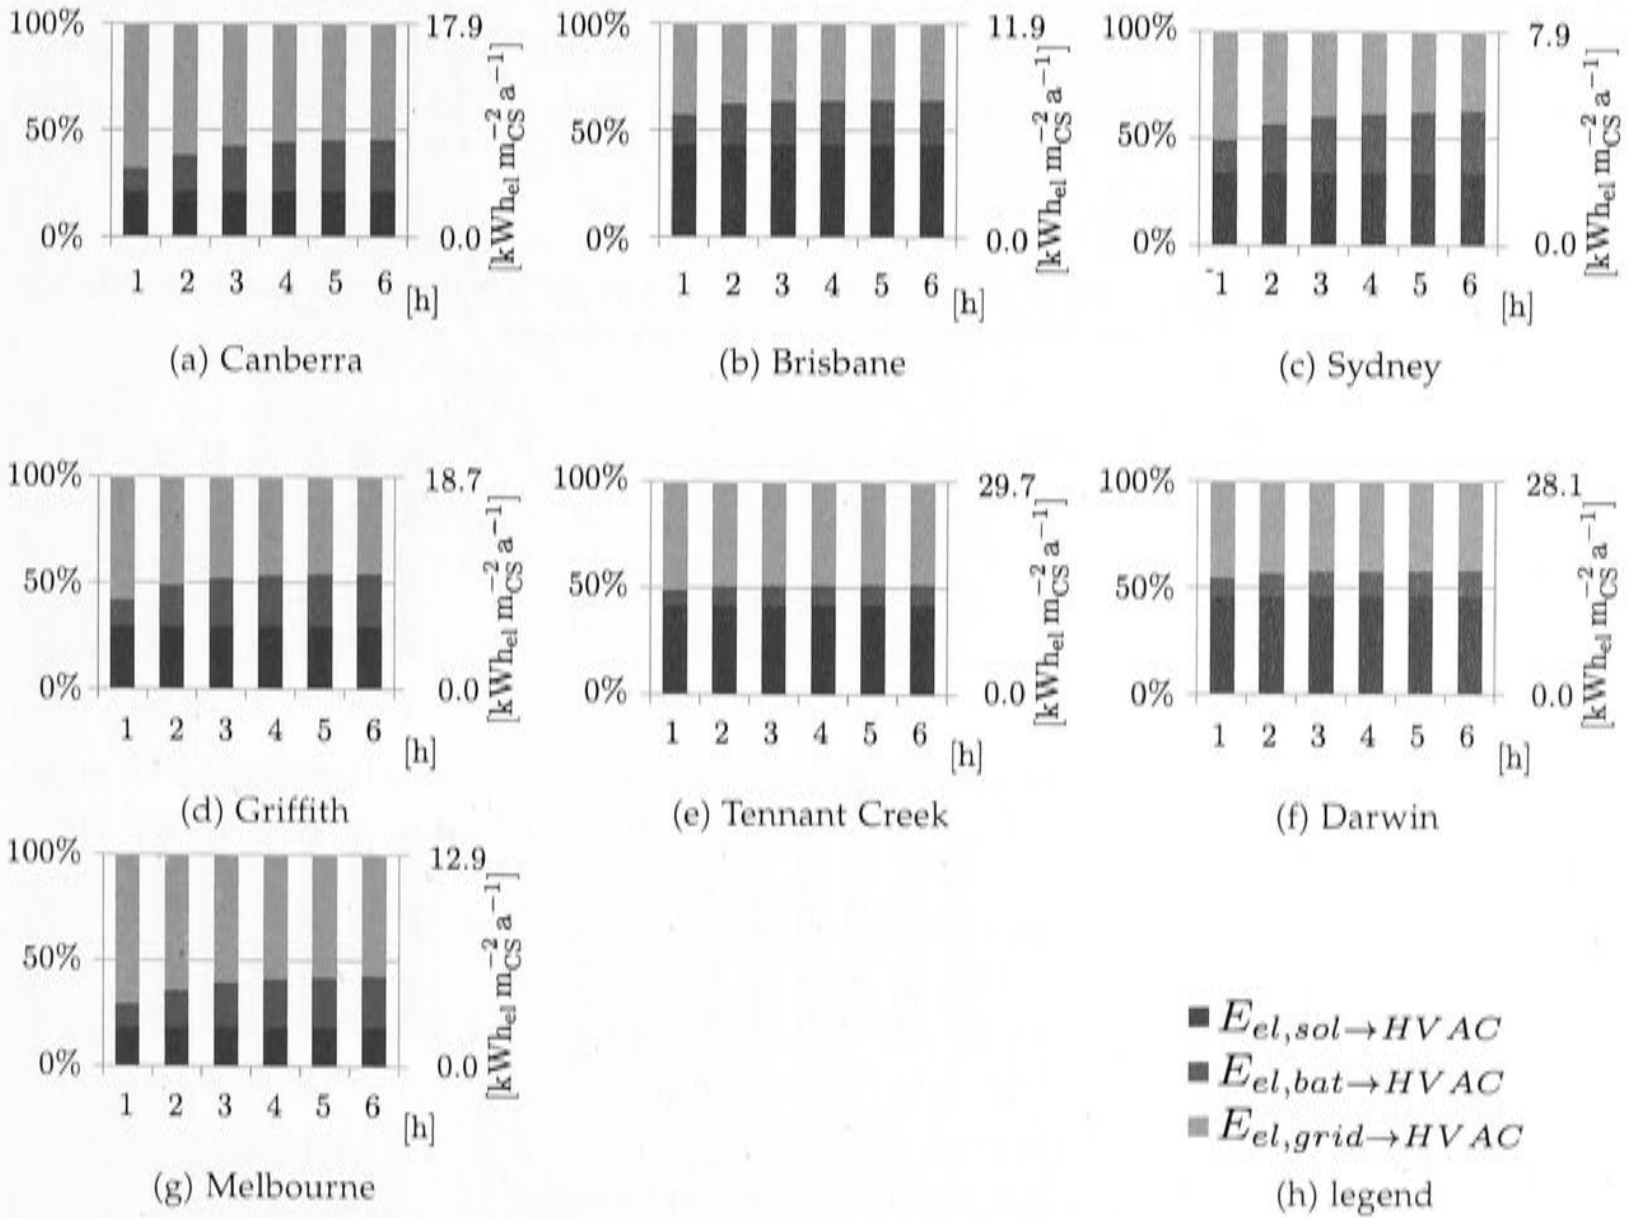 100%
50%
0%
17.9
0.0
[kWh_el m_CS^−2 a^−1]
1 2 3 4 5 6 [h]
(a) Canberra
100%
50%
0%
11.9
0.0
[kWh_el m_CS^−2 a^−1]
1 2 3 4 5 6 [h]
(b) Brisbane
100%
50%
0%
7.9
0.0
[kWh_el m_CS^−2 a^−1]
1 2 3 4 5 6 [h]
(c) Sydney
100%
50%
0%
18.7
0.0
[kWh_el m_CS^−2 a^−1]
1 2 3 4 5 6 [h]
(d) Griffith
100%
50%
0%
29.7
0.0
[kWh_el m_CS^−2 a^−1]
1 2 3 4 5 6 [h]
(e) Tennant Creek
100%
50%
0%
28.1
0.0
[kWh_el m_CS^−2 a^−1]
1 2 3 4 5 6 [h]
(f) Darwin
100%
50%
0%
12.9
0.0
[kWh_el m_CS^−2 a^−1]
1 2 3 4 5 6 [h]
(g) Melbourne
E_el,sol→HVAC
E_el,bat→HVAC
E_el,grid→HVAC
(h) legend